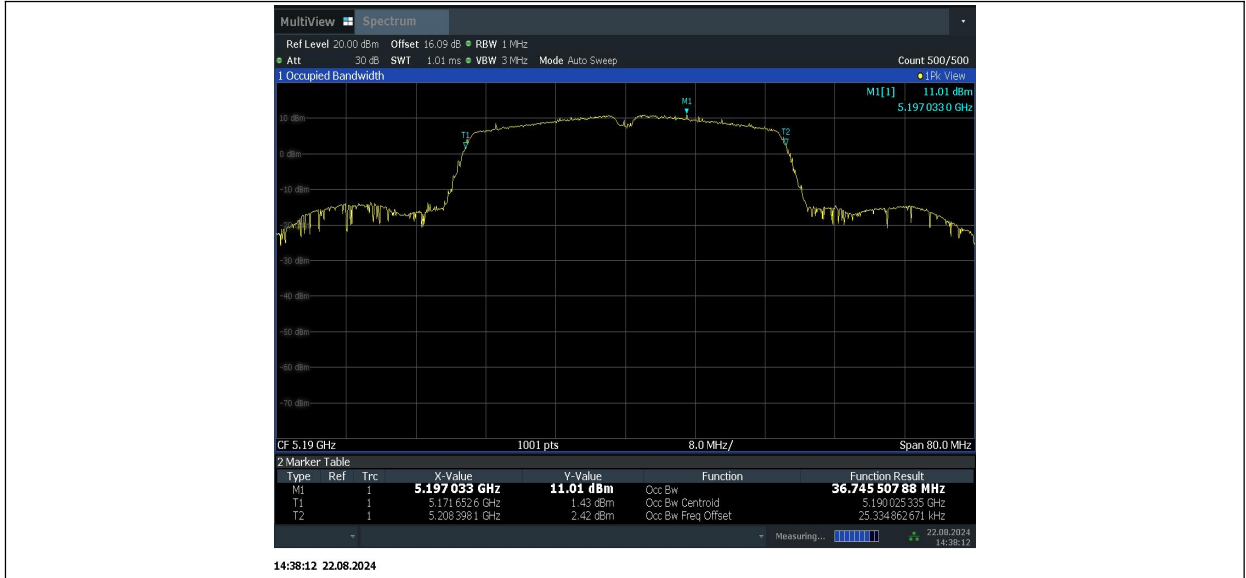 MultiView Spectrum
Ref Level 20.00 dBm Offset 16.09 dB RBW 1 MHz
Att 30 dB SWT 1.01 ms VBW 3 MHz Mode Auto Sweep Count 500/500
1 Occupied Bandwidth 1Pk View
M1[1] 11.01 dBm
5.197 033 0 GHz
M1
10 dBm
T1
T2
0 dBm
-10 dBm
-20 dBm
-30 dBm
-40 dBm
-50 dBm
-60 dBm
-70 dBm
CF 5.19 GHz 1001 pts 8.0 MHz/ Span 80.0 MHz
2 Marker Table
Type Ref Trc X-Value Y-Value Function Function Result
M1 1 5.197 033 GHz 11.01 dBm Occ Bw 36.745 507 88 MHz
T1 1 5.171 652 6 GHz 1.43 dBm Occ Bw Centroid 5.190 025 335 GHz
T2 1 5.208 398 1 GHz 2.42 dBm Occ Bw Freq Offset 25.334 862 671 kHz
Measuring... 22.08.2024
14:38:12
14:38:12 22.08.2024